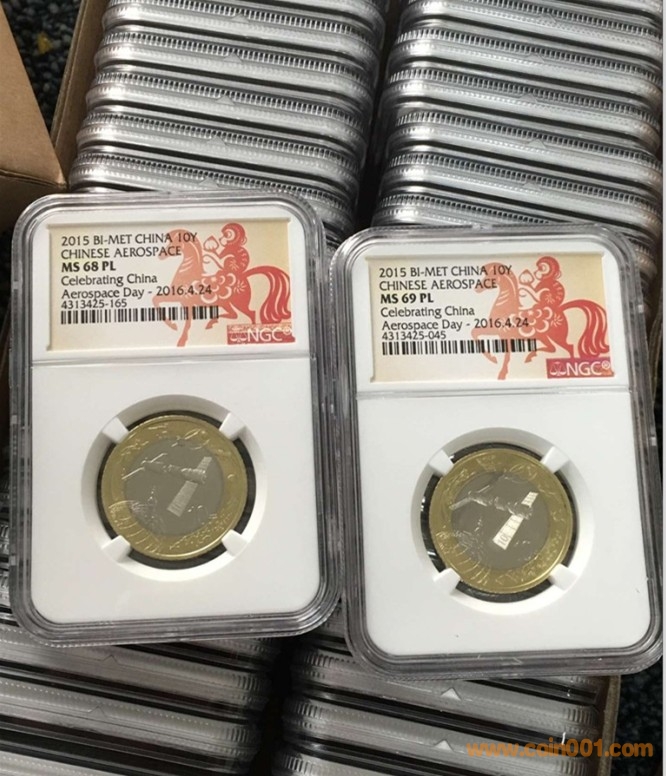 2015 BI-MET CHINA 10Y
CHINESE AEROSPACE
MS 68 PL
Celebrating China
Aerospace Day - 2016.4.24
4313425-165
NGC
2015 BI-MET CHINA 10Y
CHINESE AEROSPACE
MS 69 PL
Celebrating China
Aerospace Day - 2016.4.24
4313425-045
NGC
www.coin001.com